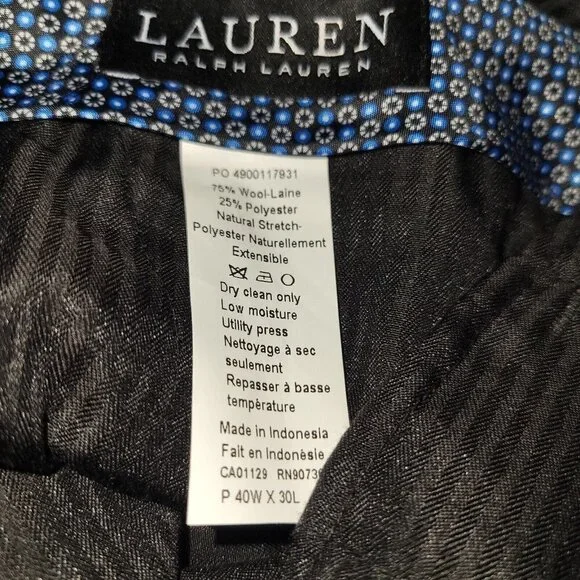 LAUREN
RALPH LAUREN
PO 4900117931
75% Wool-Laine
25% Polyester
Natural Stretch-
Polyester Naturellement
Extensible
Dry clean only
Low moisture
Utility press
Nettoyage à sec
seulement
Repasser à basse
température
Made in Indonesia
Fait en Indonésie
CA01129 RN9073
P 40W X 30L